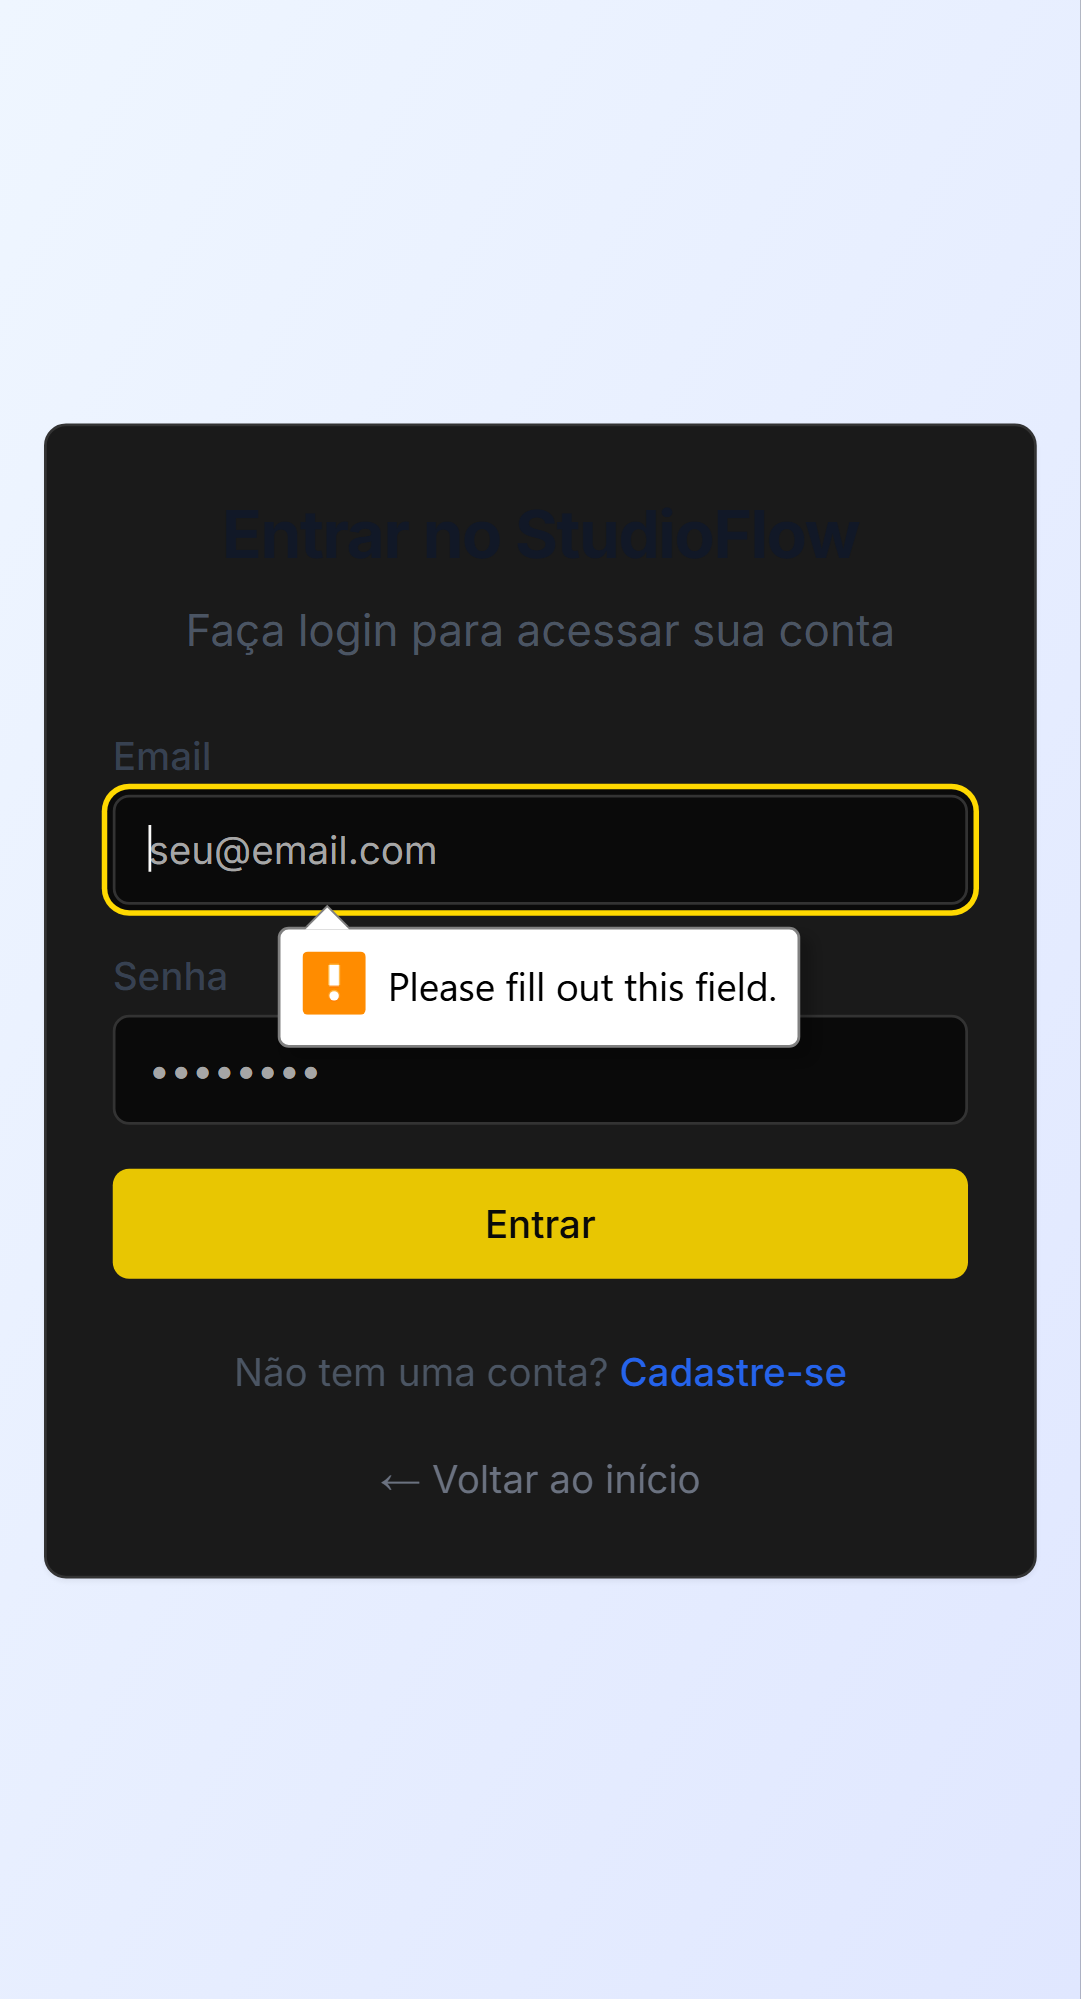 Entrar no StudioFlow
Faça login para acessar sua conta
Email
seu@email.com
Please fill out this field.
Senha
••••••••
Entrar
Não tem uma conta? Cadastre-se
← Voltar ao início